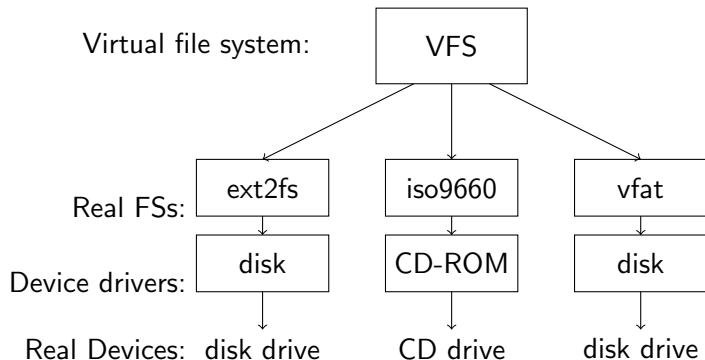 Virtual file system: VFS
ext2fs iso9660 vfat
Real FSs:
disk CD-ROM disk
Device drivers:
Real Devices: disk drive CD drive disk drive